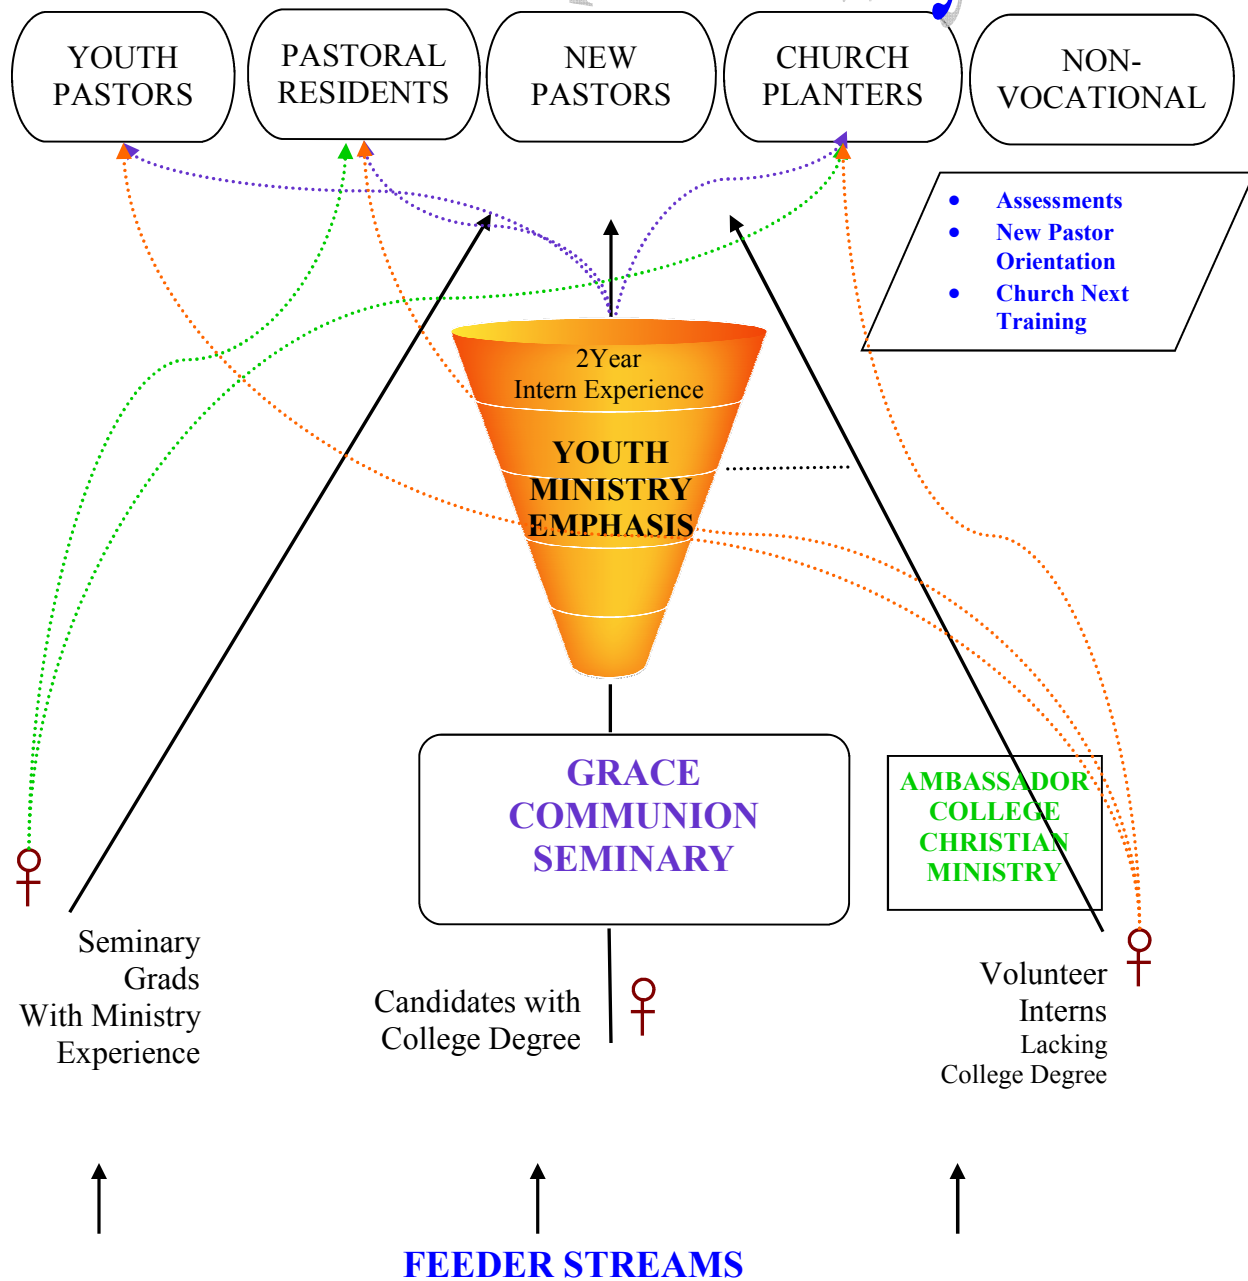 YOUTH
PASTORS
PASTORAL
RESIDENTS
NEW
PASTORS
CHURCH
PLANTERS
NON-
VOCATIONAL
• Assessments
• New Pastor
Orientation
• Church Next
Training
2Year
Intern Experience
YOUTH
MINISTRY
EMPHASIS
GRACE
COMMUNION
SEMINARY
AMBASSADOR
COLLEGE
CHRISTIAN
MINISTRY
Seminary
Grads
With Ministry
Experience
Candidates with
College Degree
Volunteer
Interns
Lacking
College Degree
FEEDER STREAMS